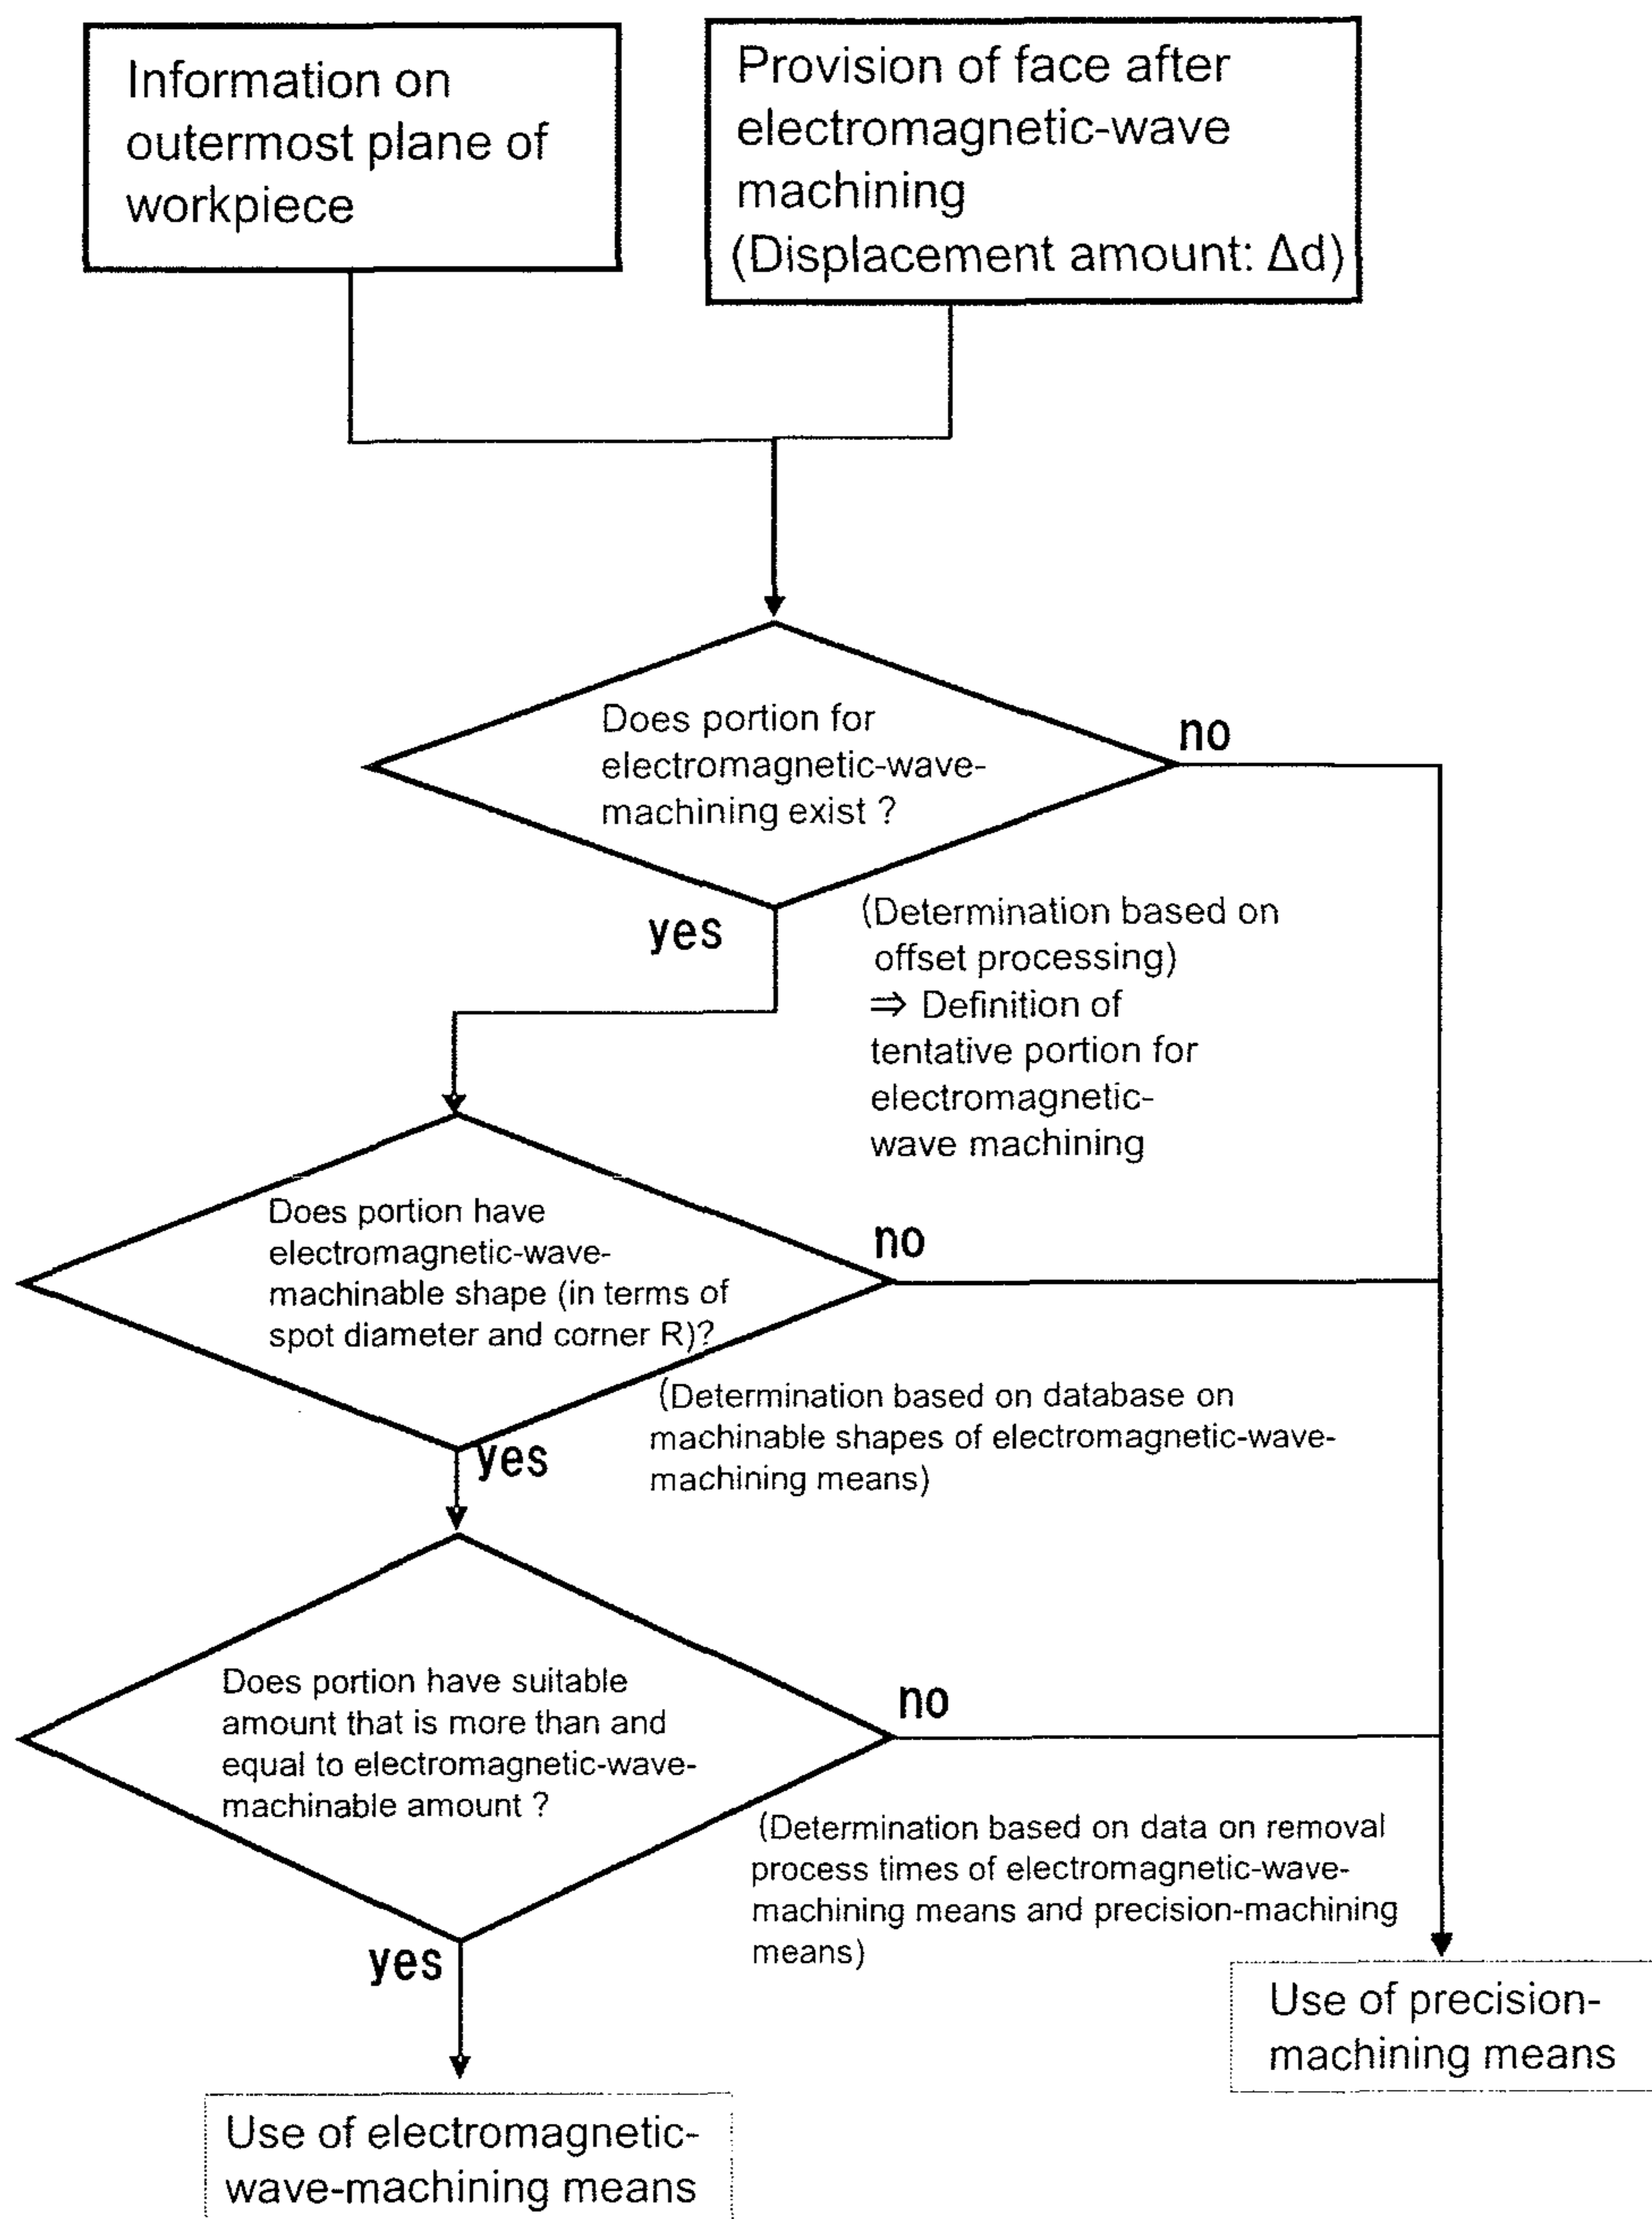 Information on
outermost plane of
workpiece
Provision of face after
electromagnetic-wave
machining
(Displacement amount: Δd)
Does portion for
electromagnetic-wave-
machining exist ?
no
yes
(Determination based on
offset processing)
⇒ Definition of
tentative portion for
electromagnetic-
wave machining
Does portion have
electromagnetic-wave-
machinable shape (in terms of
spot diameter and corner R)?
no
yes
(Determination based on database on
machinable shapes of electromagnetic-wave-
machining means)
Does portion have suitable
amount that is more than and
equal to electromagnetic-wave-
machinable amount ?
no
yes
(Determination based on data on removal
process times of electromagnetic-wave-
machining means and precision-machining
means)
Use of precision-
machining means
Use of electromagnetic-
wave-machining means